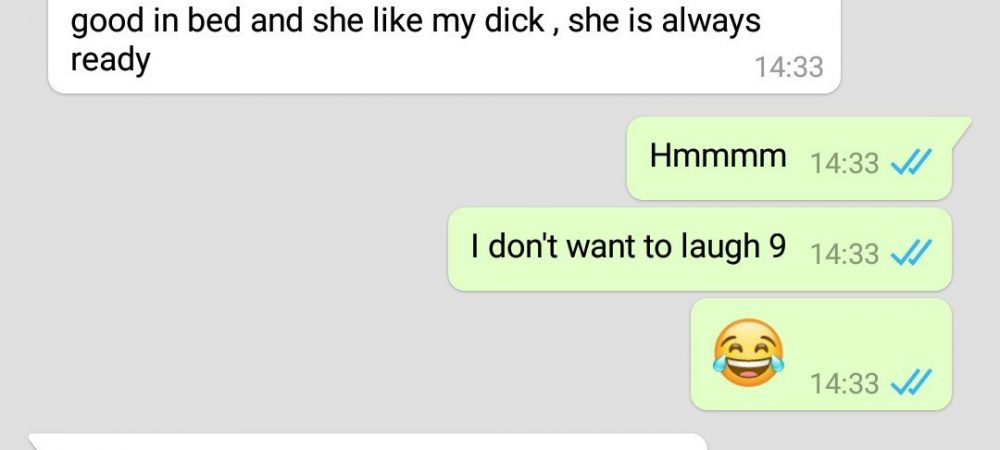 good in bed and she like my dick , she is always
ready
14:33
Hmmmm 14:33
I don't want to laugh 9 14:33
😂 14:33